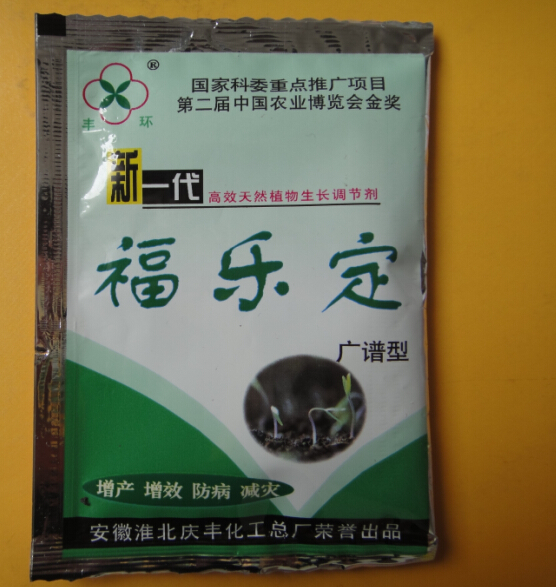 ®
丰 环
国家科委重点推广项目
第二届中国农业博览会金奖
新一代 高效天然植物生长调节剂
福乐定
广谱型
增产 增效 防病 减灾
安徽淮北庆丰化工总厂荣誉出品